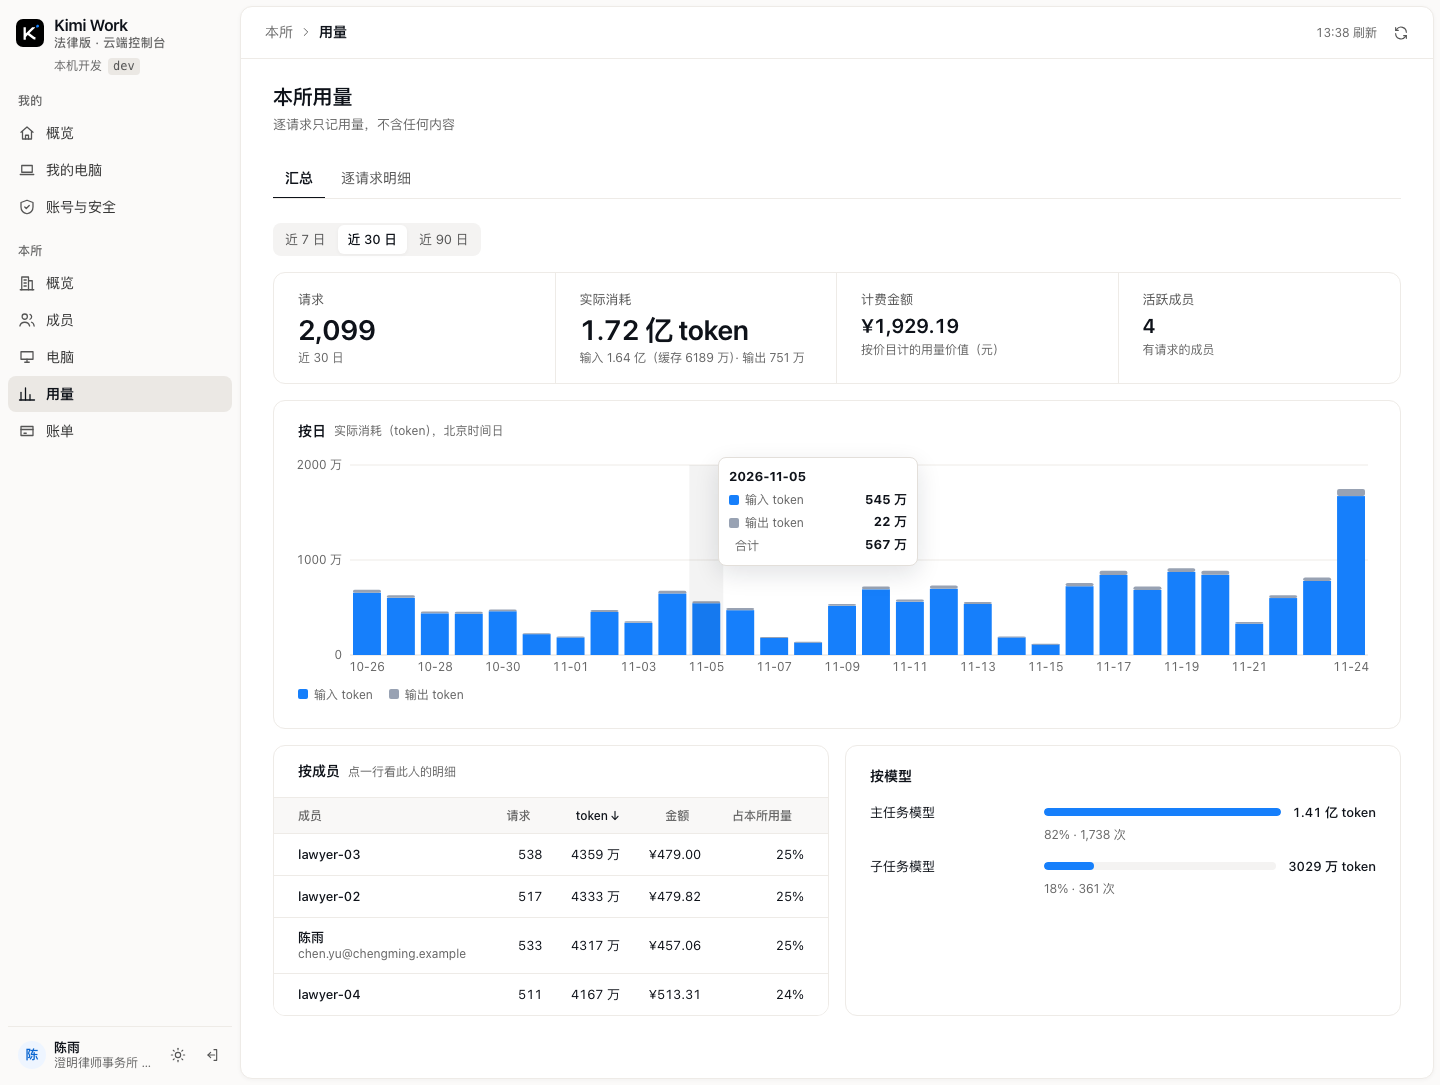 Kimi Work
法律版 · 云端控制台
本机开发 dev
我的
概览
我的电脑
账号与安全
本所
概览
成员
电脑
用量
账单
陈
陈雨
澄明律师事务所 ...
本所 > 用量
13:38 刷新
本所用量
逐请求只记用量，不含任何内容
汇总 逐请求明细
近 7 日 近 30 日 近 90 日
请求
2,099
近 30 日
实际消耗
1.72 亿 token
输入 1.64 亿（缓存 6189 万）· 输出 751 万
计费金额
¥1,929.19
按价目计的用量价值（元）
活跃成员
4
有请求的成员
按日 实际消耗（token），北京时间日
2000 万
1000 万
0
2026-11-05
输入 token 545 万
输出 token 22 万
合计 567 万
10-26 10-28 10-30 11-01 11-03 11-05 11-07 11-09 11-11 11-13 11-15 11-17 11-19 11-21 11-24
输入 token 输出 token
按成员 点一行看此人的明细
成员 请求 token ↓ 金额 占本所用量
lawyer-03 538 4359 万 ¥479.00 25%
lawyer-02 517 4333 万 ¥479.82 25%
陈雨
chen.yu@chengming.example 533 4317 万 ¥457.06 25%
lawyer-04 511 4167 万 ¥513.31 24%
按模型
主任务模型 1.41 亿 token
82% · 1,738 次
子任务模型 3029 万 token
18% · 361 次